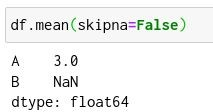 df.mean(skipna=False)
A    3.0
B    NaN
dtype: float64